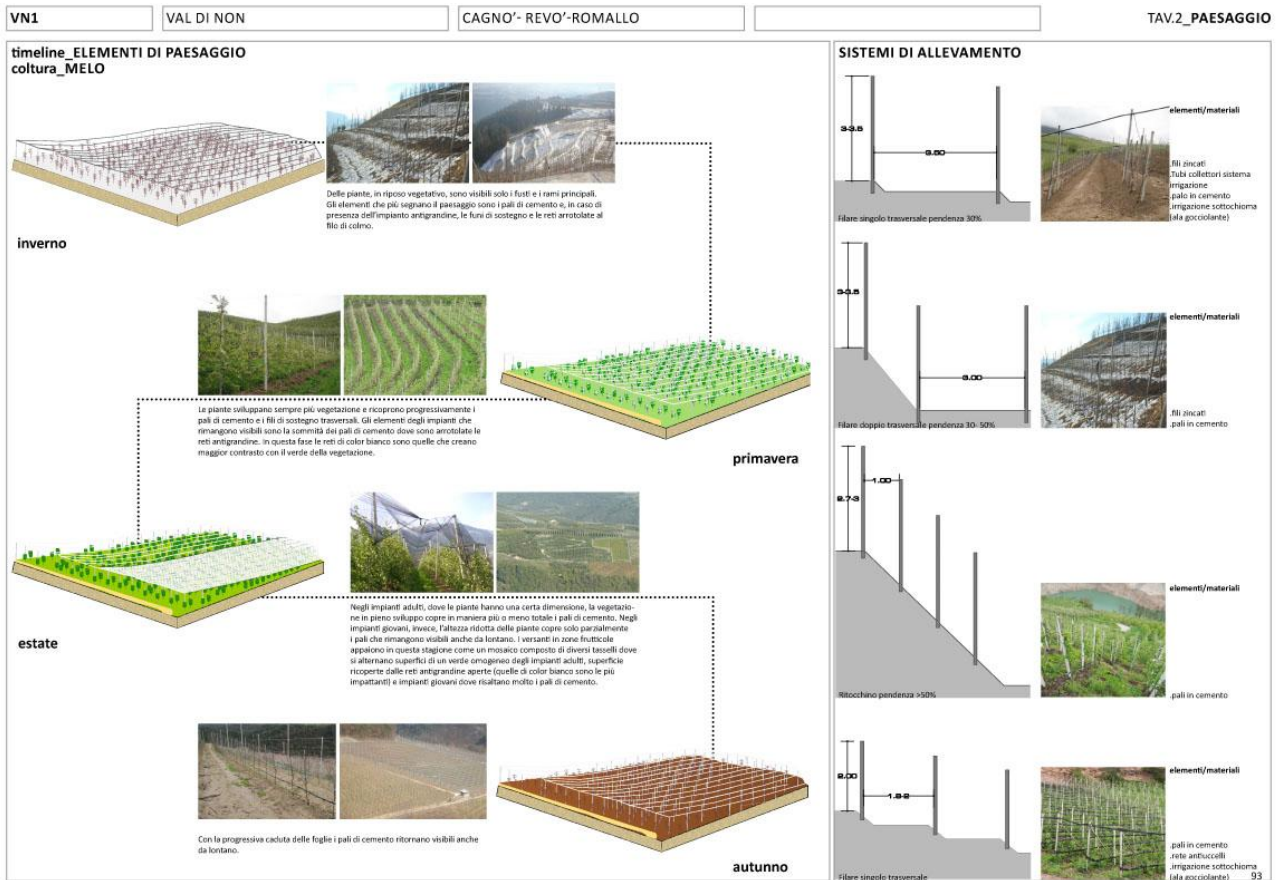 VN1
VAL DI NON
CAGNO'- REVO'-ROMALLO
TAV.2_PAESAGGIO
timeline_ELEMENTI DI PAESAGGIO
coltura_MELO
Delle piante, in riposo vegetativo, sono visibili solo i fusti e i rami principali.
Gli elementi che più segnano il paesaggio sono i pali di cemento e, in caso di
presenza dell'impianto antigrandine, le funi di sostegno e le reti arrotolate al
filo di colmo.
inverno
Le piante sviluppano sempre più vegetazione e ricoprono progressivamente i
pali di cemento e i fili di sostegno trasversali. Gli elementi degli impianti che
rimangono visibili sono la sommità dei pali di cemento dove sono arrotolate le
reti antigrandine. in questa fase le reti di color bianco sono quelle che creano
maggior contrasto con il verde della vegetazione.
primavera
Negli impianti adulti, dove le piante hanno una certa dimensione, la vegetazio-
ne in pieno sviluppo copre in maniera più o meno totale i pali di cemento. Negli
impianti giovani, invece, l'altezza ridotta delle piante copre solo parzialmente
i pali che rimangono visibili anche da lontano. I versanti in zone frutticole
appaiono in questa stagione come un mosaico composto di diversi tasselli dove
si alternano superfici di un verde omogeneo degli impianti adulti, superficie
ricoperte dalle reti antigrandine aperte (quelle di color bianco sono le più
impattanti) e impianti giovani dove risaltano molto i pali di cemento.
estate
Con la progressiva caduta delle foglie i pali di cemento ritornano visibili anche
da lontano.
autunno
SISTEMI DI ALLEVAMENTO
3-3.5
3.50
Filare singolo trasversale pendenza 30%
elementi/materiali
.fili zincati
.Tubi collettori sistema
irrigazione
.palo in cemento
.irrigazione sottochioma
(ala gocciolante)
3-3.5
3.00
Filare doppio trasversale pendenza 30- 50%
elementi/materiali
.fili zincati
.pali in cemento
2.7-3
1.00
Ritocchino pendenza >50%
elementi/materiali
.pali in cemento
2.00
1.8-2
Filare singolo trasversale
elementi/materiali
.pali in cemento
.rete antiuccelli
.irrigazione sottochioma
(ala gocciolante)
93